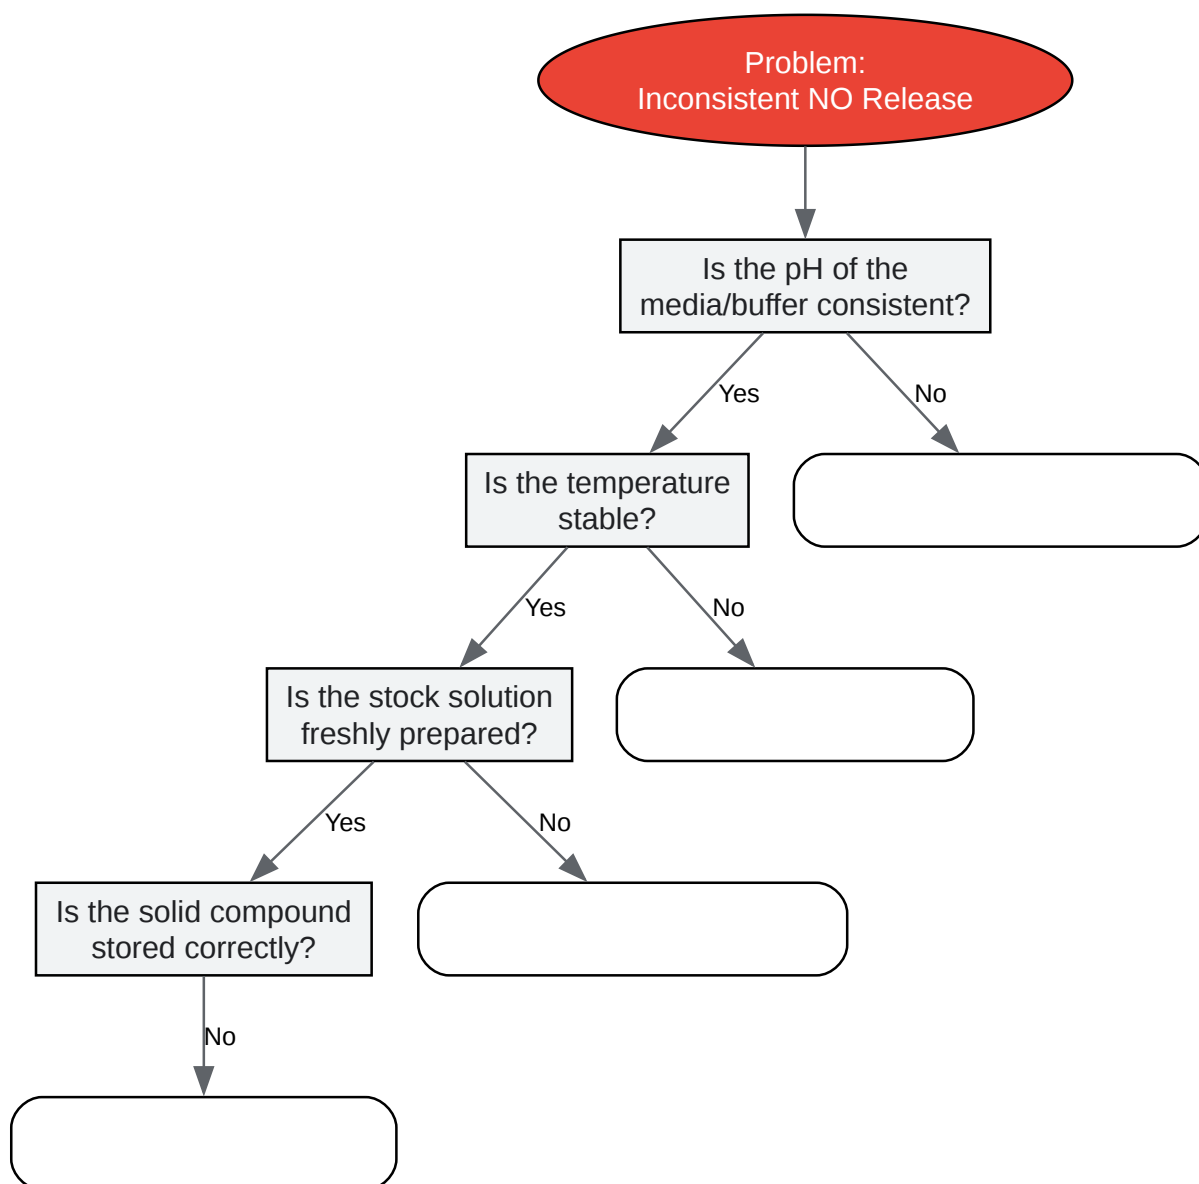 Problem:
Inconsistent NO Release
Is the pH of the
media/buffer consistent?
Yes
No
Is the temperature
stable?
Yes
No
Is the stock solution
freshly prepared?
Yes
No
Is the solid compound
stored correctly?
No